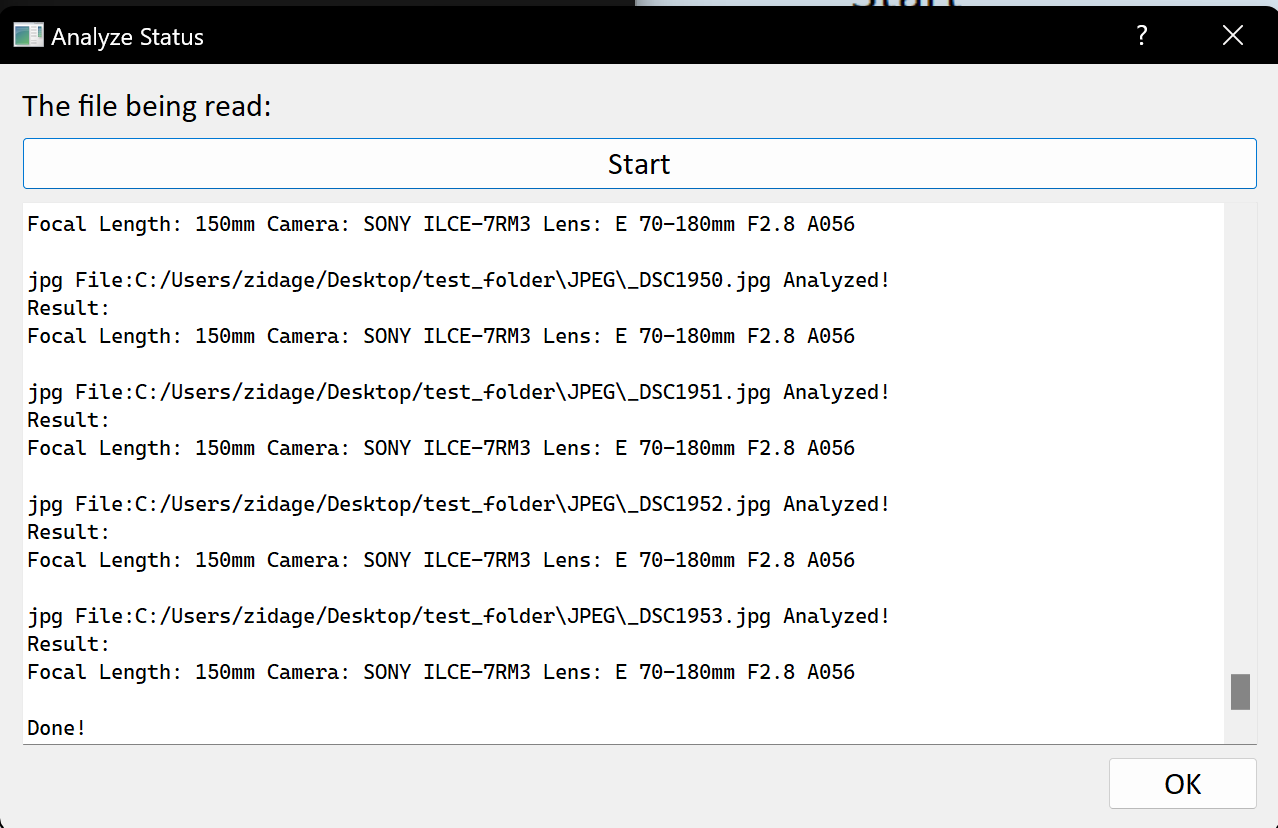 Start
Analyze Status
?
The file being read:
Start
Focal Length: 150mm Camera: SONY ILCE-7RM3 Lens: E 70-180mm F2.8 A056
jpg File:C:/Users/zidage/Desktop/test_folder\JPEG\_DSC1950.jpg Analyzed!
Result:
Focal Length: 150mm Camera: SONY ILCE-7RM3 Lens: E 70-180mm F2.8 A056
jpg File:C:/Users/zidage/Desktop/test_folder\JPEG\_DSC1951.jpg Analyzed!
Result:
Focal Length: 150mm Camera: SONY ILCE-7RM3 Lens: E 70-180mm F2.8 A056
jpg File:C:/Users/zidage/Desktop/test_folder\JPEG\_DSC1952.jpg Analyzed!
Result:
Focal Length: 150mm Camera: SONY ILCE-7RM3 Lens: E 70-180mm F2.8 A056
jpg File:C:/Users/zidage/Desktop/test_folder\JPEG\_DSC1953.jpg Analyzed!
Result:
Focal Length: 150mm Camera: SONY ILCE-7RM3 Lens: E 70-180mm F2.8 A056
Done!
OK